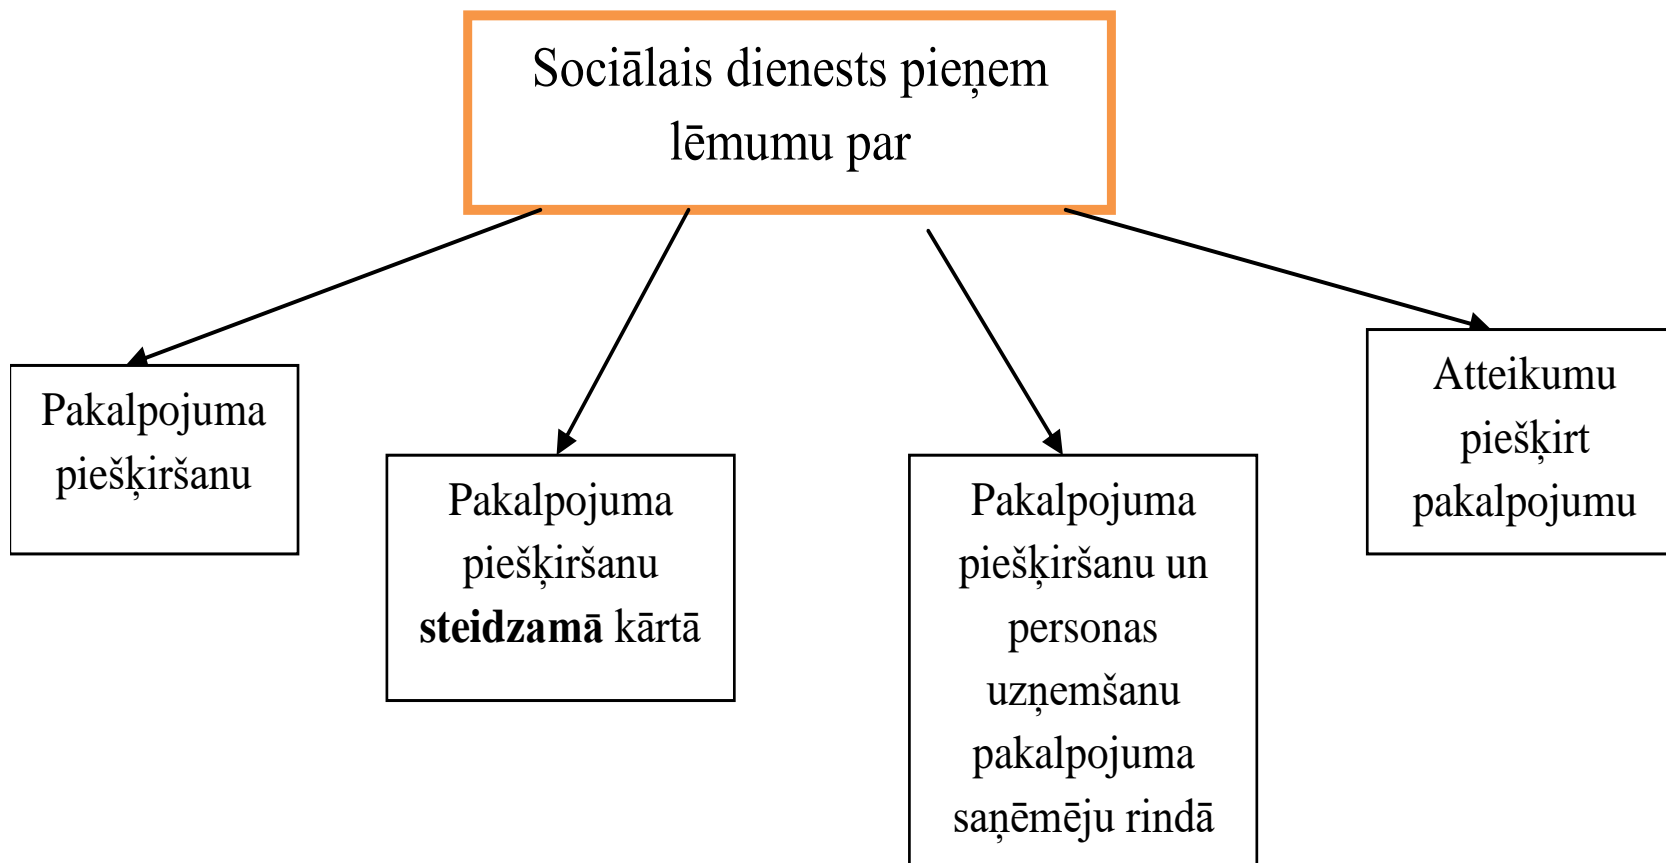 Sociālais dienests pieņem
lēmumu par
Pakalpojuma
piešķiršanu
Pakalpojuma
piešķiršanu
steidzamā kārtā
Pakalpojuma
piešķiršanu un
personas
uzņemšanu
pakalpojuma
saņēmēju rindā
Atteikumu
piešķirt
pakalpojumu